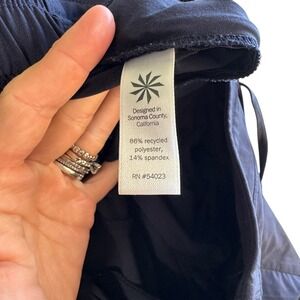 Designed in
Sonoma County,
California
86% recycled
polyester,
14% spandex
RN #54023